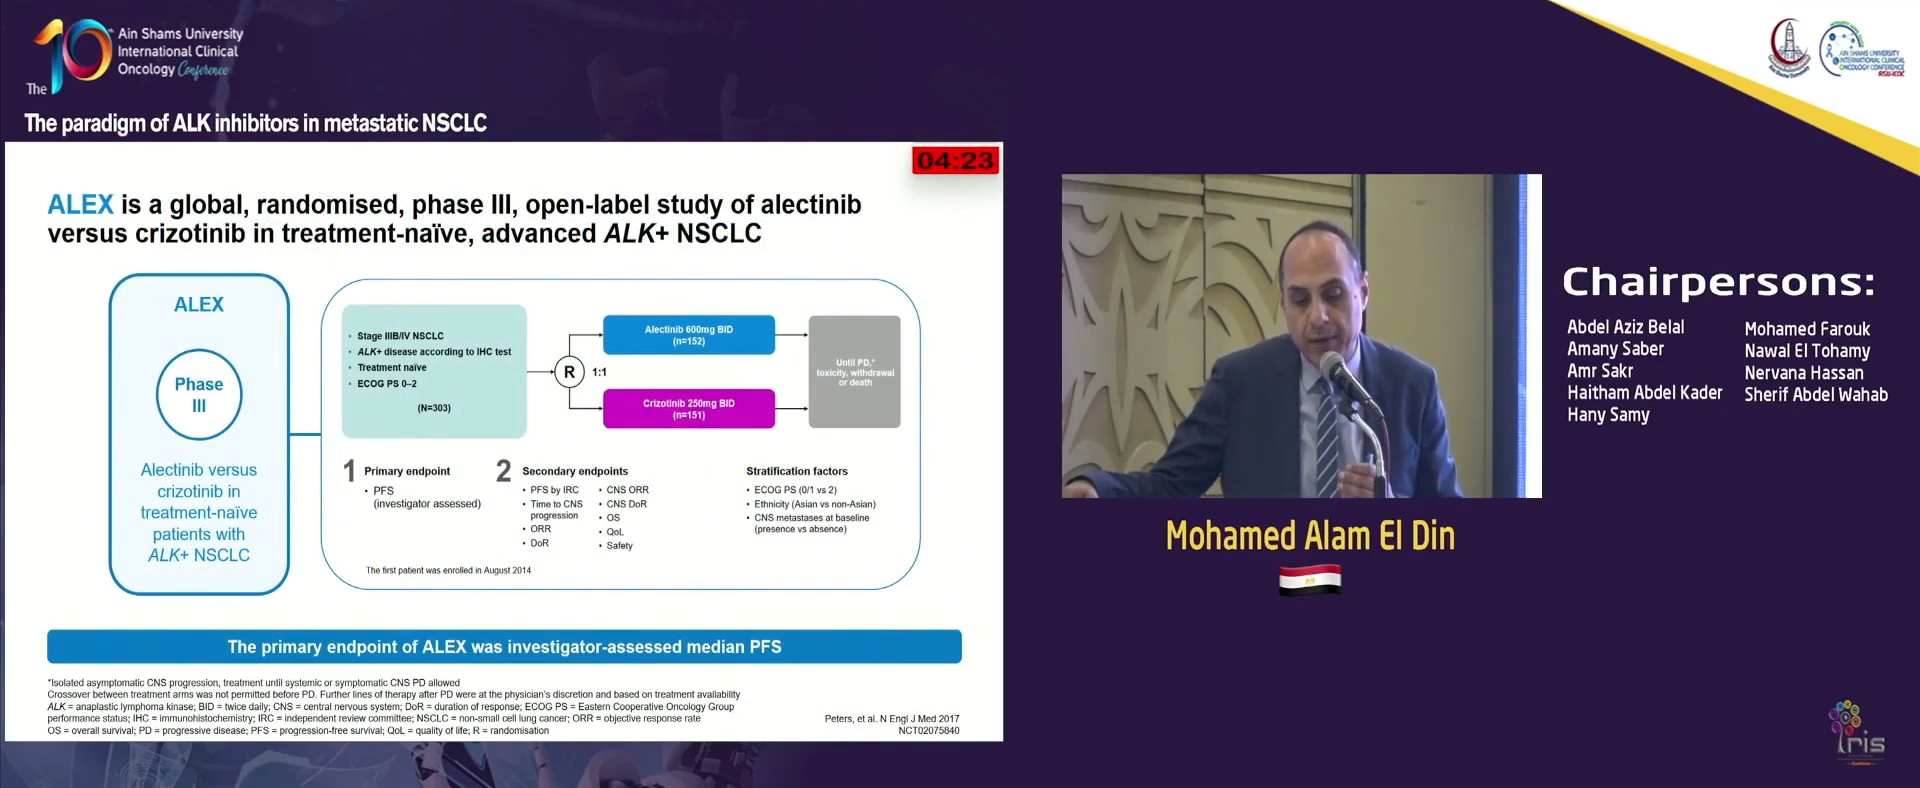 The 10
Ain Shams University
International Clinical
Oncology Conference
The paradigm of ALK inhibitors in metastatic NSCLC
04:23
ALEX is a global, randomised, phase III, open-label study of alectinib
versus crizotinib in treatment-naïve, advanced ALK+ NSCLC
ALEX
Phase
III
Alectinib versus
crizotinib in
treatment-naïve
patients with
ALK+ NSCLC
• Stage IIIB/IV NSCLC
• ALK+ disease according to IHC test
• Treatment naïve
• ECOG PS 0–2
(N=303)
R
1:1
Alectinib 600mg BID
(n=152)
Crizotinib 250mg BID
(n=151)
Until PD,*
toxicity, withdrawal
or death
1 Primary endpoint
• PFS
(investigator assessed)
2 Secondary endpoints
• PFS by IRC
• Time to CNS
progression
• ORR
• DoR
• CNS ORR
• CNS DoR
• OS
• QoL
• Safety
Stratification factors
• ECOG PS (0/1 vs 2)
• Ethnicity (Asian vs non-Asian)
• CNS metastases at baseline
(presence vs absence)
The first patient was enrolled in August 2014
The primary endpoint of ALEX was investigator-assessed median PFS
*Isolated asymptomatic CNS progression, treatment until systemic or symptomatic CNS PD allowed
Crossover between treatment arms was not permitted before PD. Further lines of therapy after PD were at the physician's discretion and based on treatment availability
ALK = anaplastic lymphoma kinase; BID = twice daily; CNS = central nervous system; DoR = duration of response; ECOG PS = Eastern Cooperative Oncology Group
performance status; IHC = immunohistochemistry; IRC = independent review committee; NSCLC = non-small cell lung cancer; ORR = objective response rate
OS = overall survival; PD = progressive disease; PFS = progression-free survival; QoL = quality of life; R = randomisation
Peters, et al. N Engl J Med 2017
NCT02075840
Mohamed Alam El Din
Chairpersons:
Abdel Aziz Belal
Amany Saber
Amr Sakr
Haitham Abdel Kader
Hany Samy
Mohamed Farouk
Nawal El Tohamy
Nervana Hassan
Sherif Abdel Wahab
Ain Shams University
AIN SHAMS UNIVERSITY
INTERNATIONAL CLINICAL
ONCOLOGY CONFERENCE
Iris